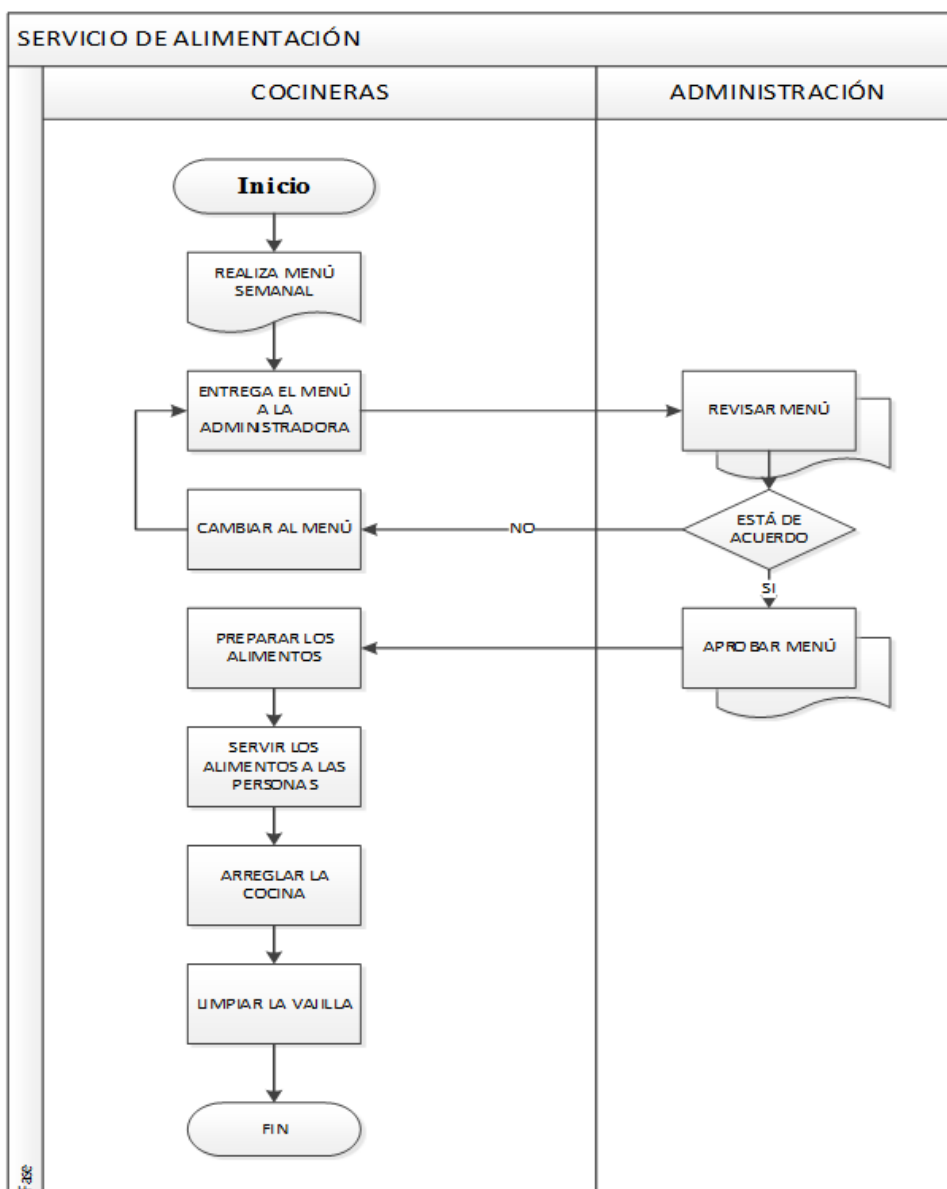 SERVICIO DE ALIMENTACIÓN
COCINERAS
ADMINISTRACIÓN
Inicio
REALIZA MENÚ
SEMANAL
ENTREGA EL MENÚ
A LA
ADMINISTRADORA
REVISAR MENÚ
CAMBIAR AL MENÚ
NO
ESTÁ DE
ACUERDO
SI
PREPARAR LOS
ALIMENTOS
APROBAR MENÚ
SERVIR LOS
ALIMENTOS A LAS
PERSONAS
ARREGLAR LA
COCINA
LIMPIAR LA VAJILLA
FIN
Fase